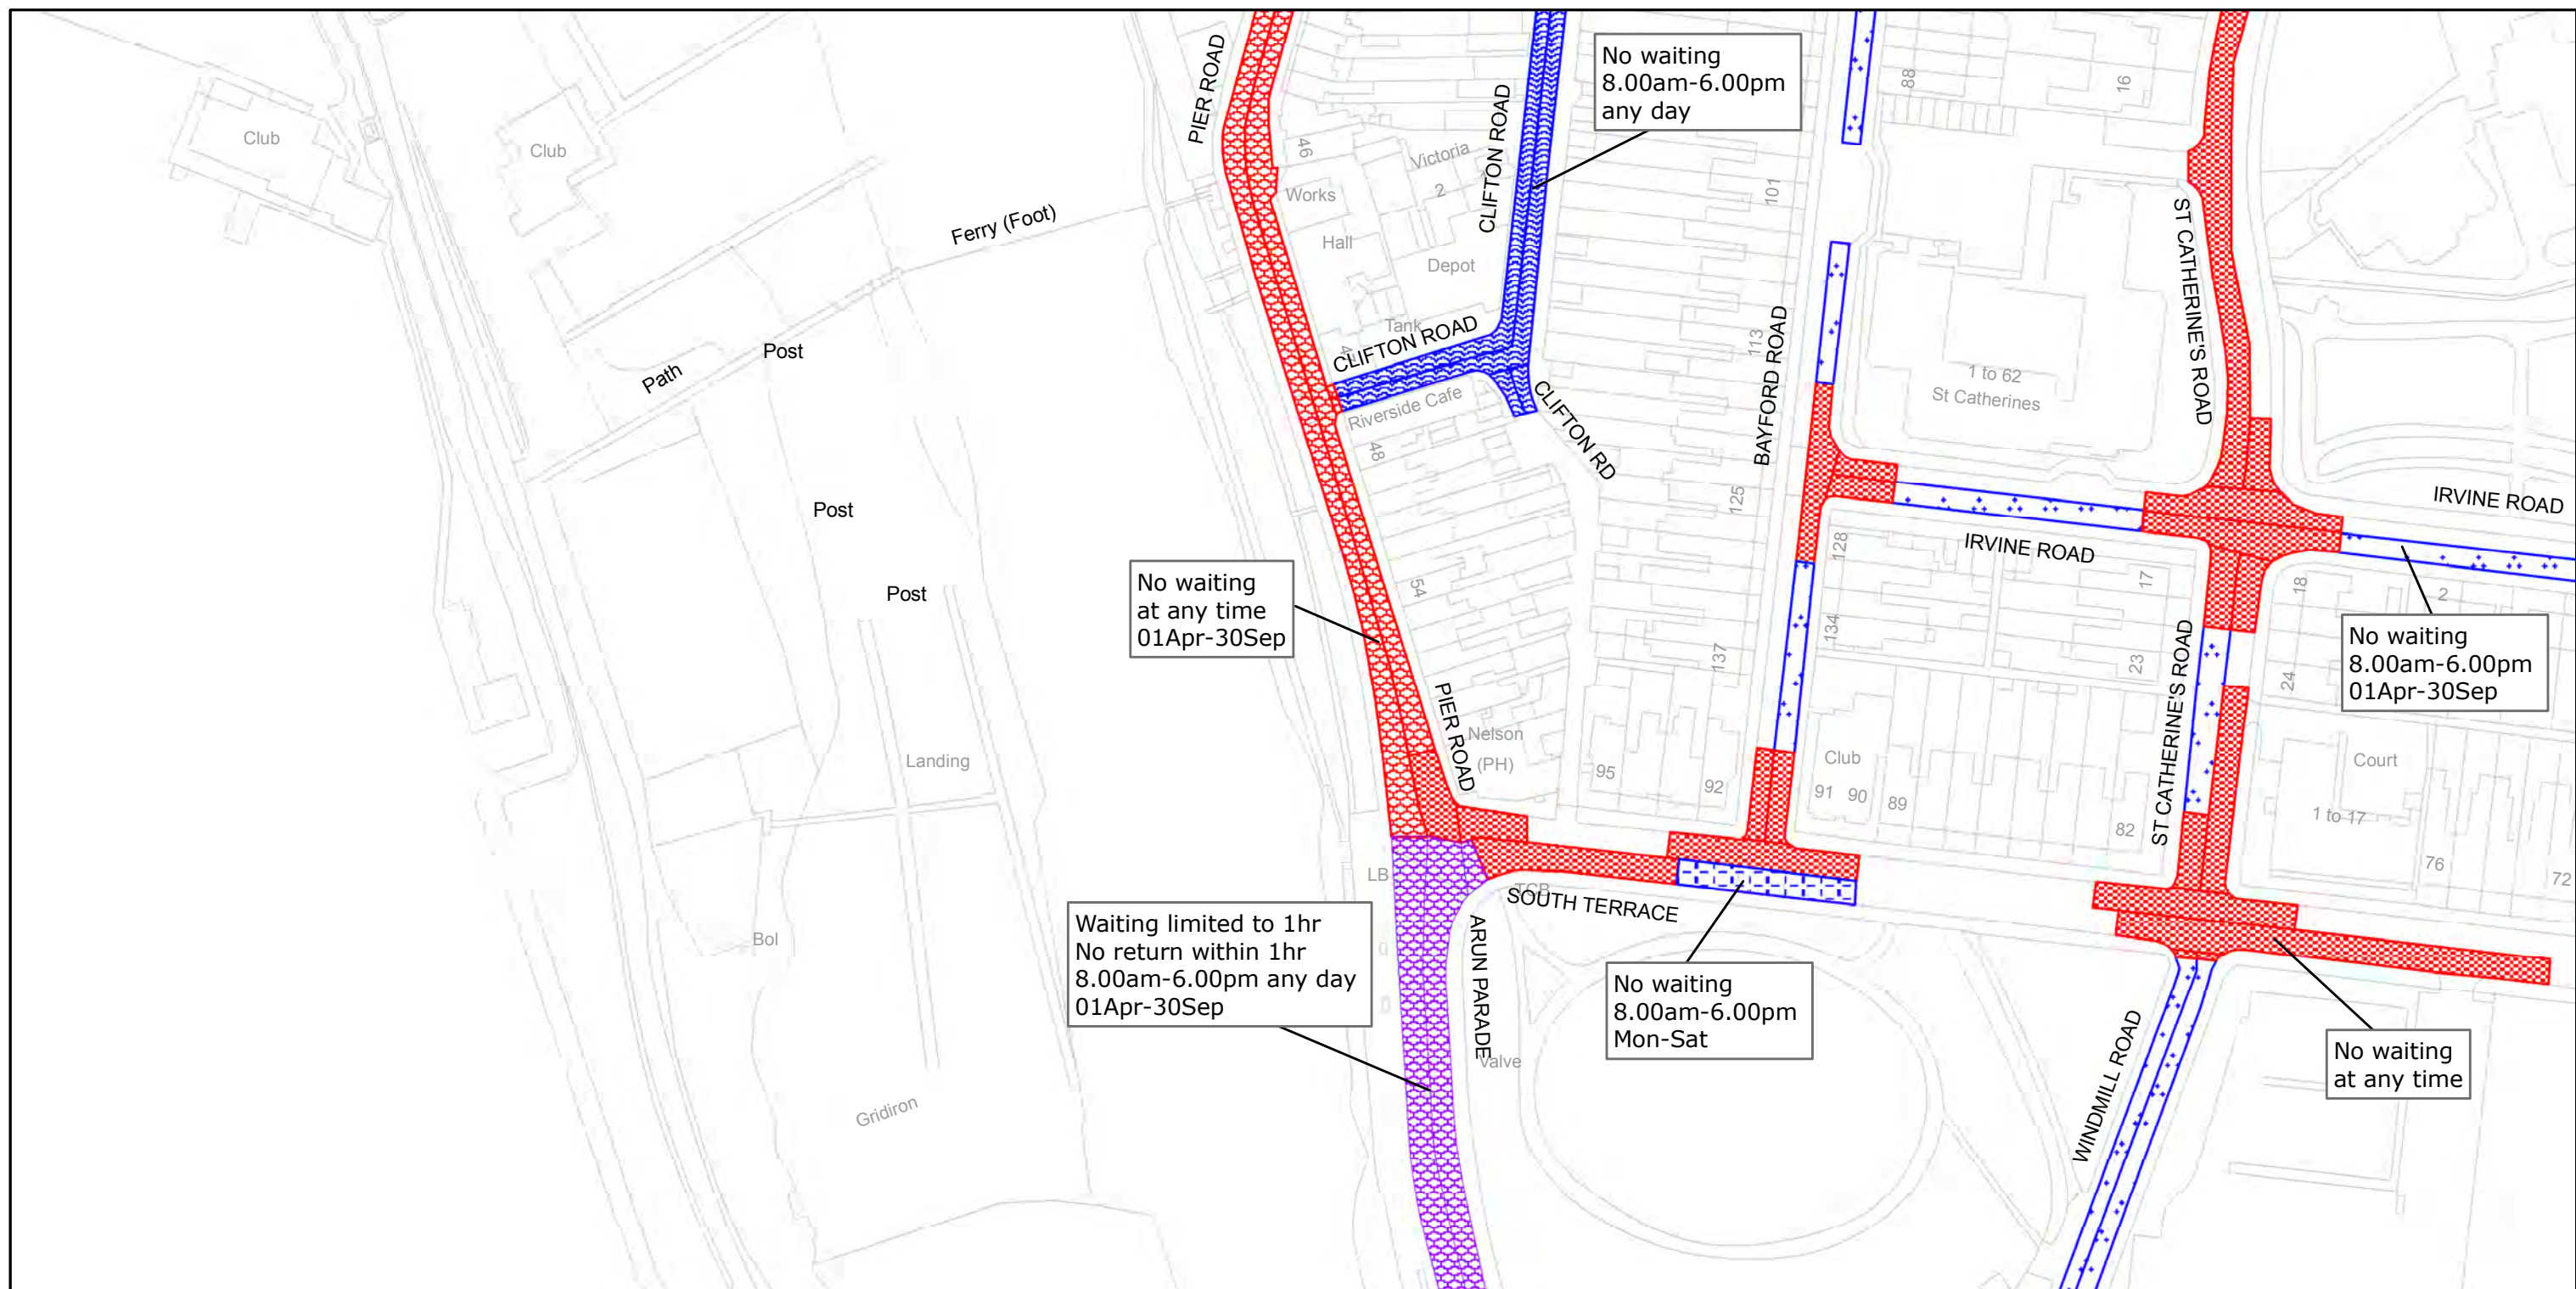 PIER ROAD
CLIFTON ROAD
No waiting
8.00am-6.00pm
any day
88
16
Club
Club
46
Victoria
2
Works
Hall
Depot
101
ST CATHERINE'S ROAD
Ferry (Foot)
Tank
CLIFTON ROAD
113
BAYFORD ROAD
Post
Path
1 to 62
St Catherines
Riverside Cafe
CLIFTON RD
48
125
IRVINE ROAD
Post
IRVINE ROAD
128
17
18
2
Post
54
No waiting
at any time
01Apr-30Sep
134
137
23
24
No waiting
8.00am-6.00pm
01Apr-30Sep
ST CATHERINE'S ROAD
PIER ROAD
Nelson
(PH)
Landing
95
92
Club
91
90
89
82
Court
1 to 17
76
72
LB
TCB
SOUTH TERRACE
ARUN PARADE
Waiting limited to 1hr
No return within 1hr
8.00am-6.00pm any day
01Apr-30Sep
Bol
No waiting
8.00am-6.00pm
Mon-Sat
Valve
WINDMILL ROAD
No waiting
at any time
Gridiron